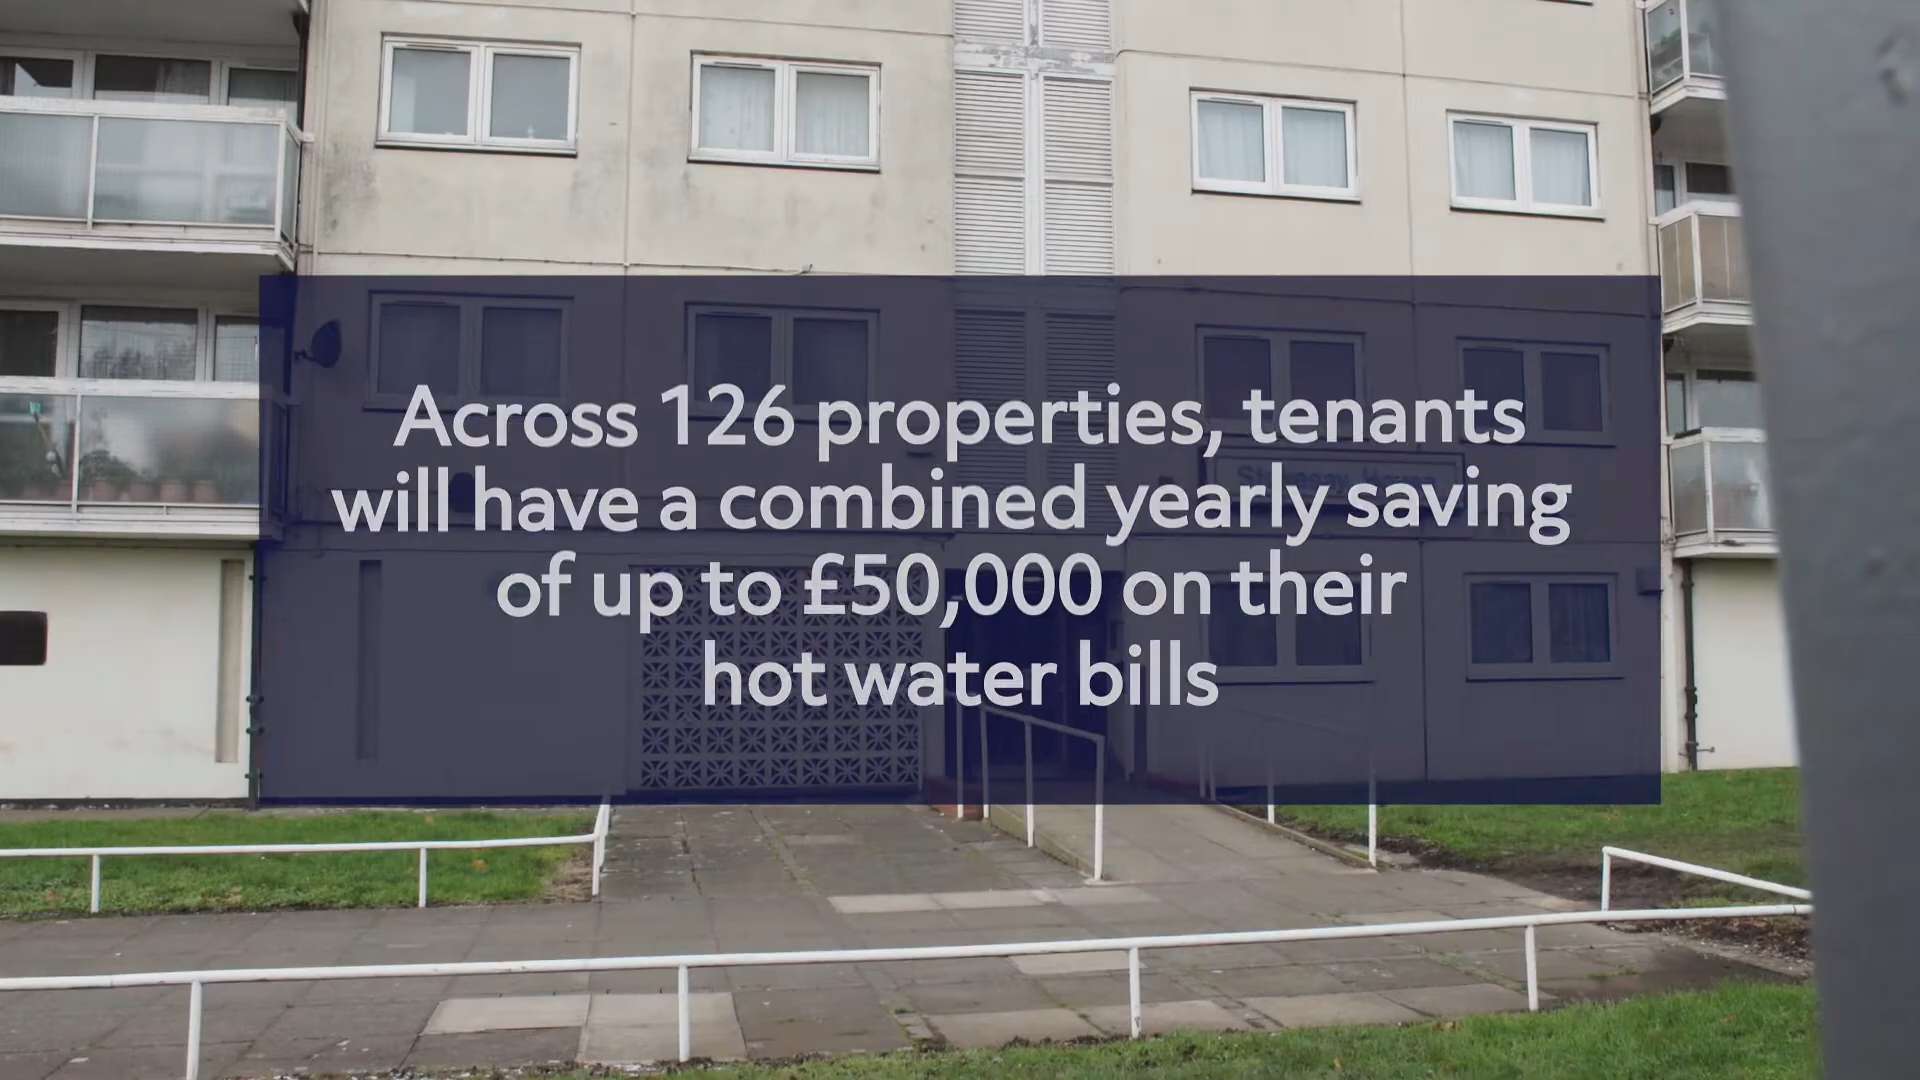 Across 126 properties, tenants
will have a combined yearly saving
of up to £50,000 on their
hot water bills